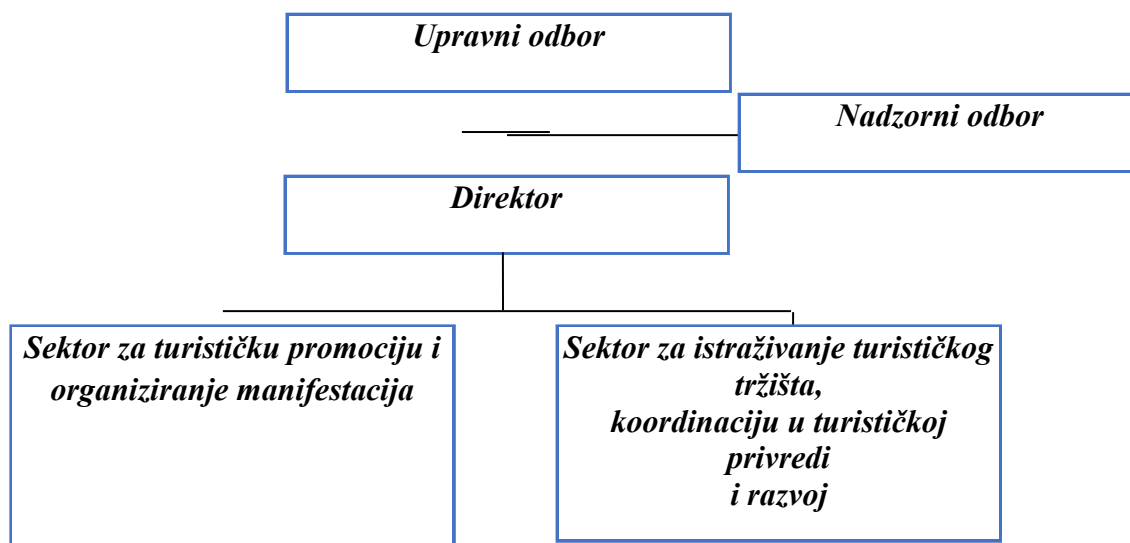 Upravni odbor
Nadzorni odbor
Direktor
Sektor za turističku promociju i
organiziranje manifestacija
Sektor za istraživanje turističkog
tržišta,
koordinaciju u turističkoj
privredi
i razvoj